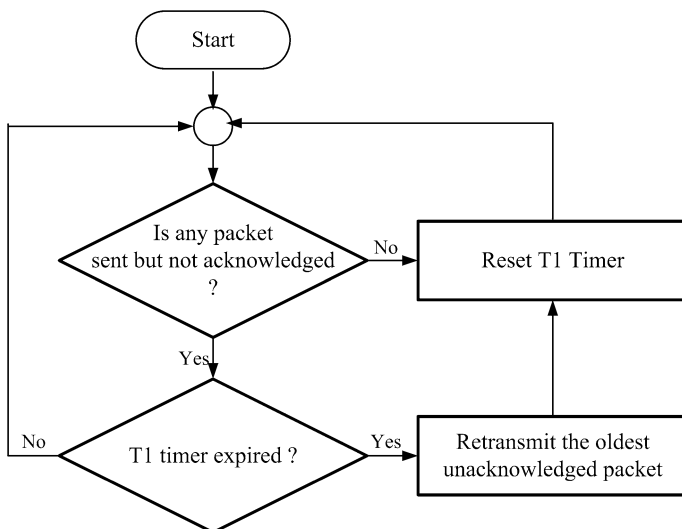 Start
Is any packet
sent but not acknowledged
?
No
Reset T1 Timer
Yes
No
T1 timer expired ?
Yes
Retransmit the oldest
unacknowledged packet